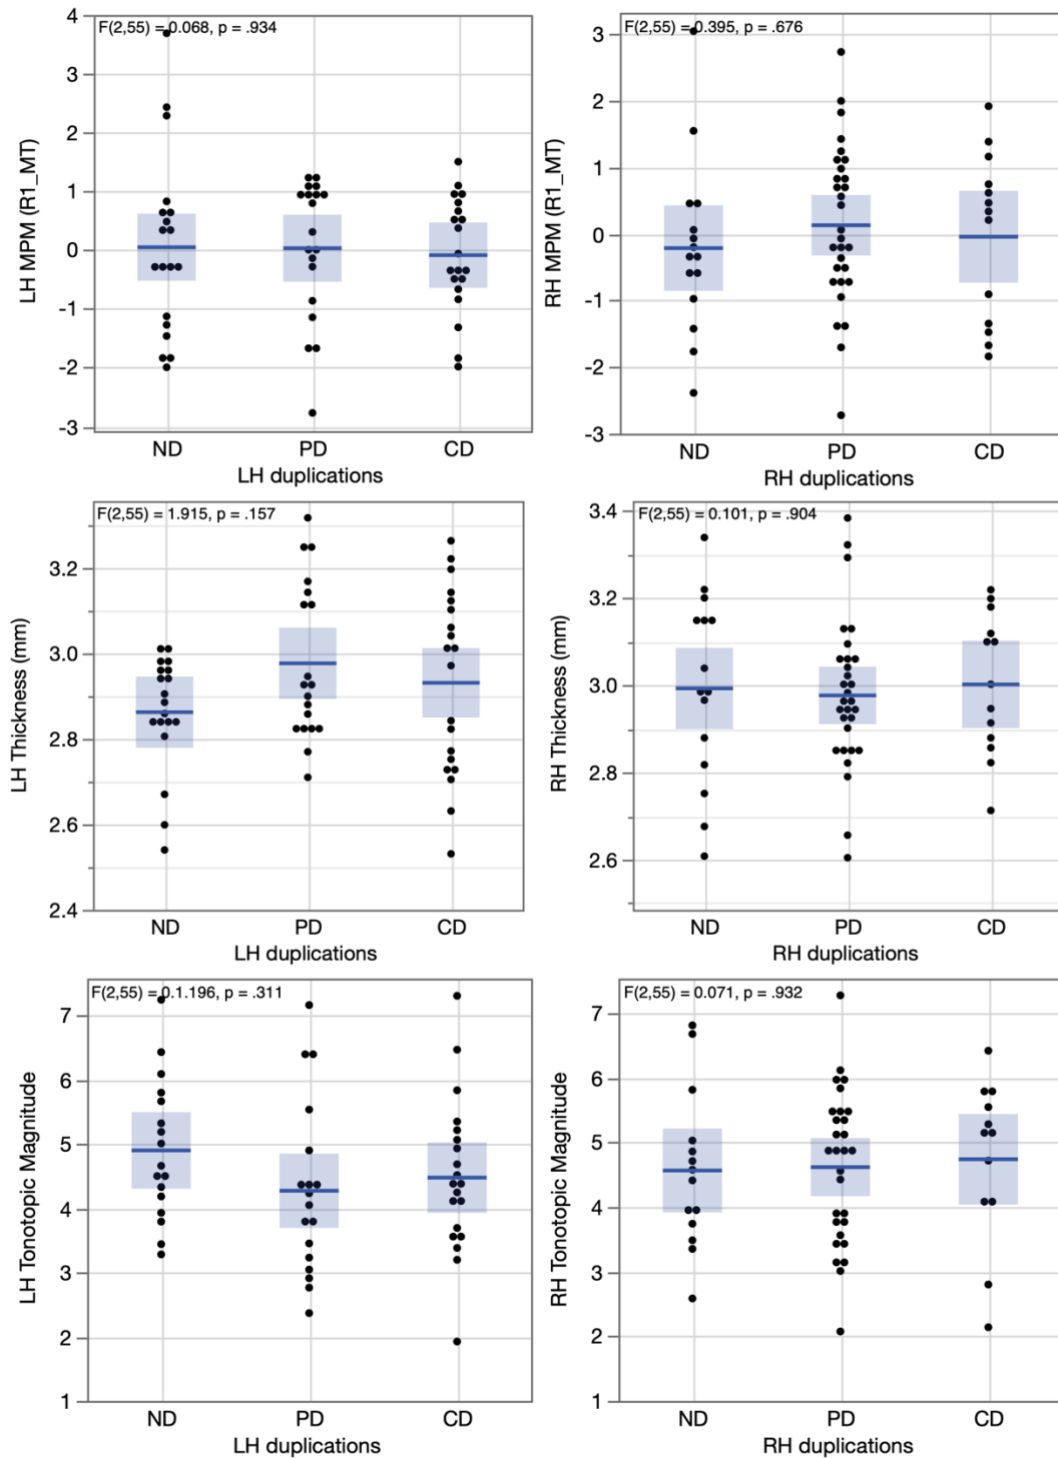 F(2,55) = 0.068, p = .934
LH MPM (R1_MT)
4
3
2
1
0
-1
-2
-3
ND PD CD
LH duplications
F(2,55) = 0.395, p = .676
RH MPM (R1_MT)
3
2
1
0
-1
-2
-3
ND PD CD
RH duplications
F(2,55) = 1.915, p = .157
LH Thickness (mm)
3.2
3.0
2.8
2.6
2.4
ND PD CD
LH duplications
F(2,55) = 0.101, p = .904
RH Thickness (mm)
3.4
3.2
3.0
2.8
2.6
ND PD CD
RH duplications
F(2,55) = 0.1.196, p = .311
LH Tonotopic Magnitude
7
6
5
4
3
2
1
ND PD CD
LH duplications
F(2,55) = 0.071, p = .932
RH Tonotopic Magnitude
7
6
5
4
3
2
1
ND PD CD
RH duplications